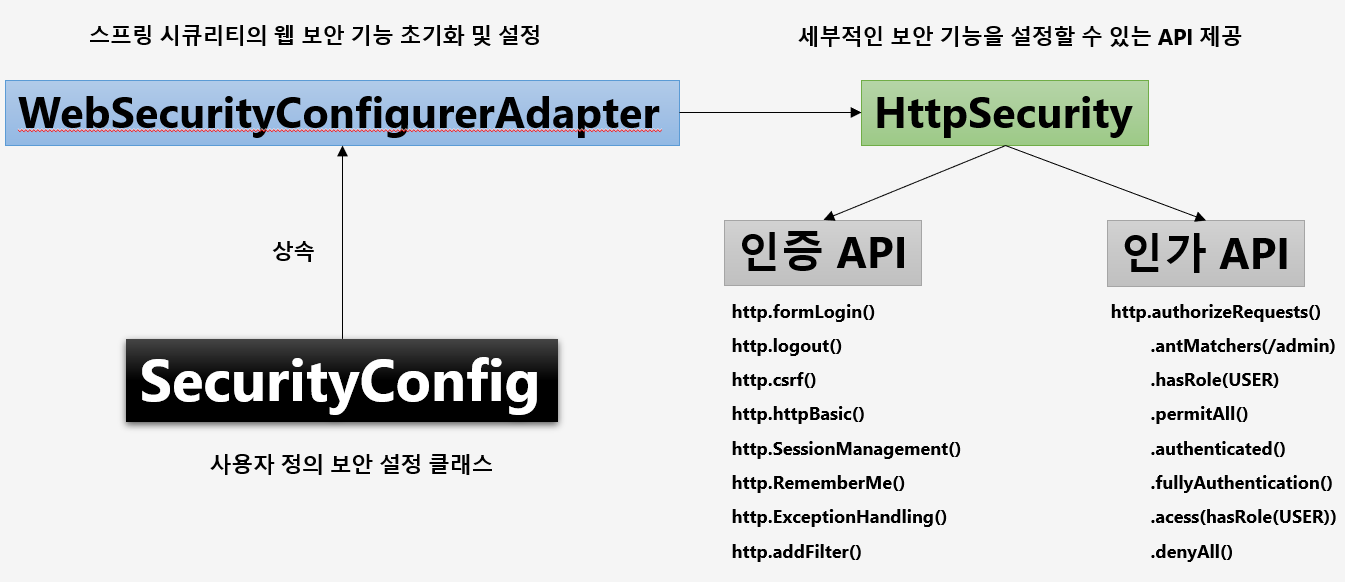 스프링 시큐리티의 웹 보안 기능 초기화 및 설정
세부적인 보안 기능을 설정할 수 있는 API 제공
WebSecurityConfigurerAdapter
HttpSecurity
상속
SecurityConfig
사용자 정의 보안 설정 클래스
인증 API
http.formLogin()
http.logout()
http.csrf()
http.httpBasic()
http.SessionManagement()
http.RememberMe()
http.ExceptionHandling()
http.addFilter()
인가 API
http.authorizeRequests()
.antMatchers(/admin)
.hasRole(USER)
.permitAll()
.authenticated()
.fullyAuthentication()
.acess(hasRole(USER))
.denyAll()